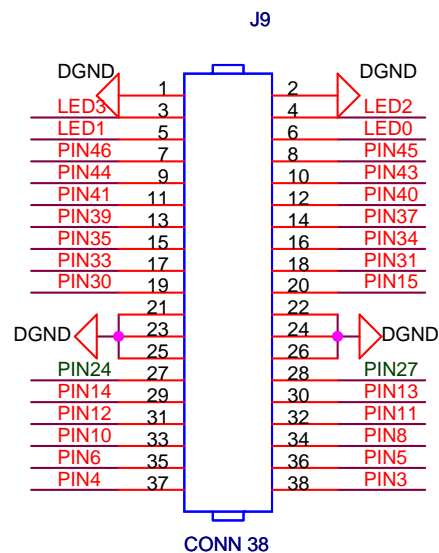 J9
DGND 1 2 DGND
LED3 3 4 LED2
LED1 5 6 LED0
PIN46 7 8 PIN45
PIN44 9 10 PIN43
PIN41 11 12 PIN40
PIN39 13 14 PIN37
PIN35 15 16 PIN34
PIN33 17 18 PIN31
PIN30 19 20 PIN15
21 22
DGND 23 24 DGND
25 26
PIN24 27 28 PIN27
PIN14 29 30 PIN13
PIN12 31 32 PIN11
PIN10 33 34 PIN8
PIN6 35 36 PIN5
PIN4 37 38 PIN3
CONN 38